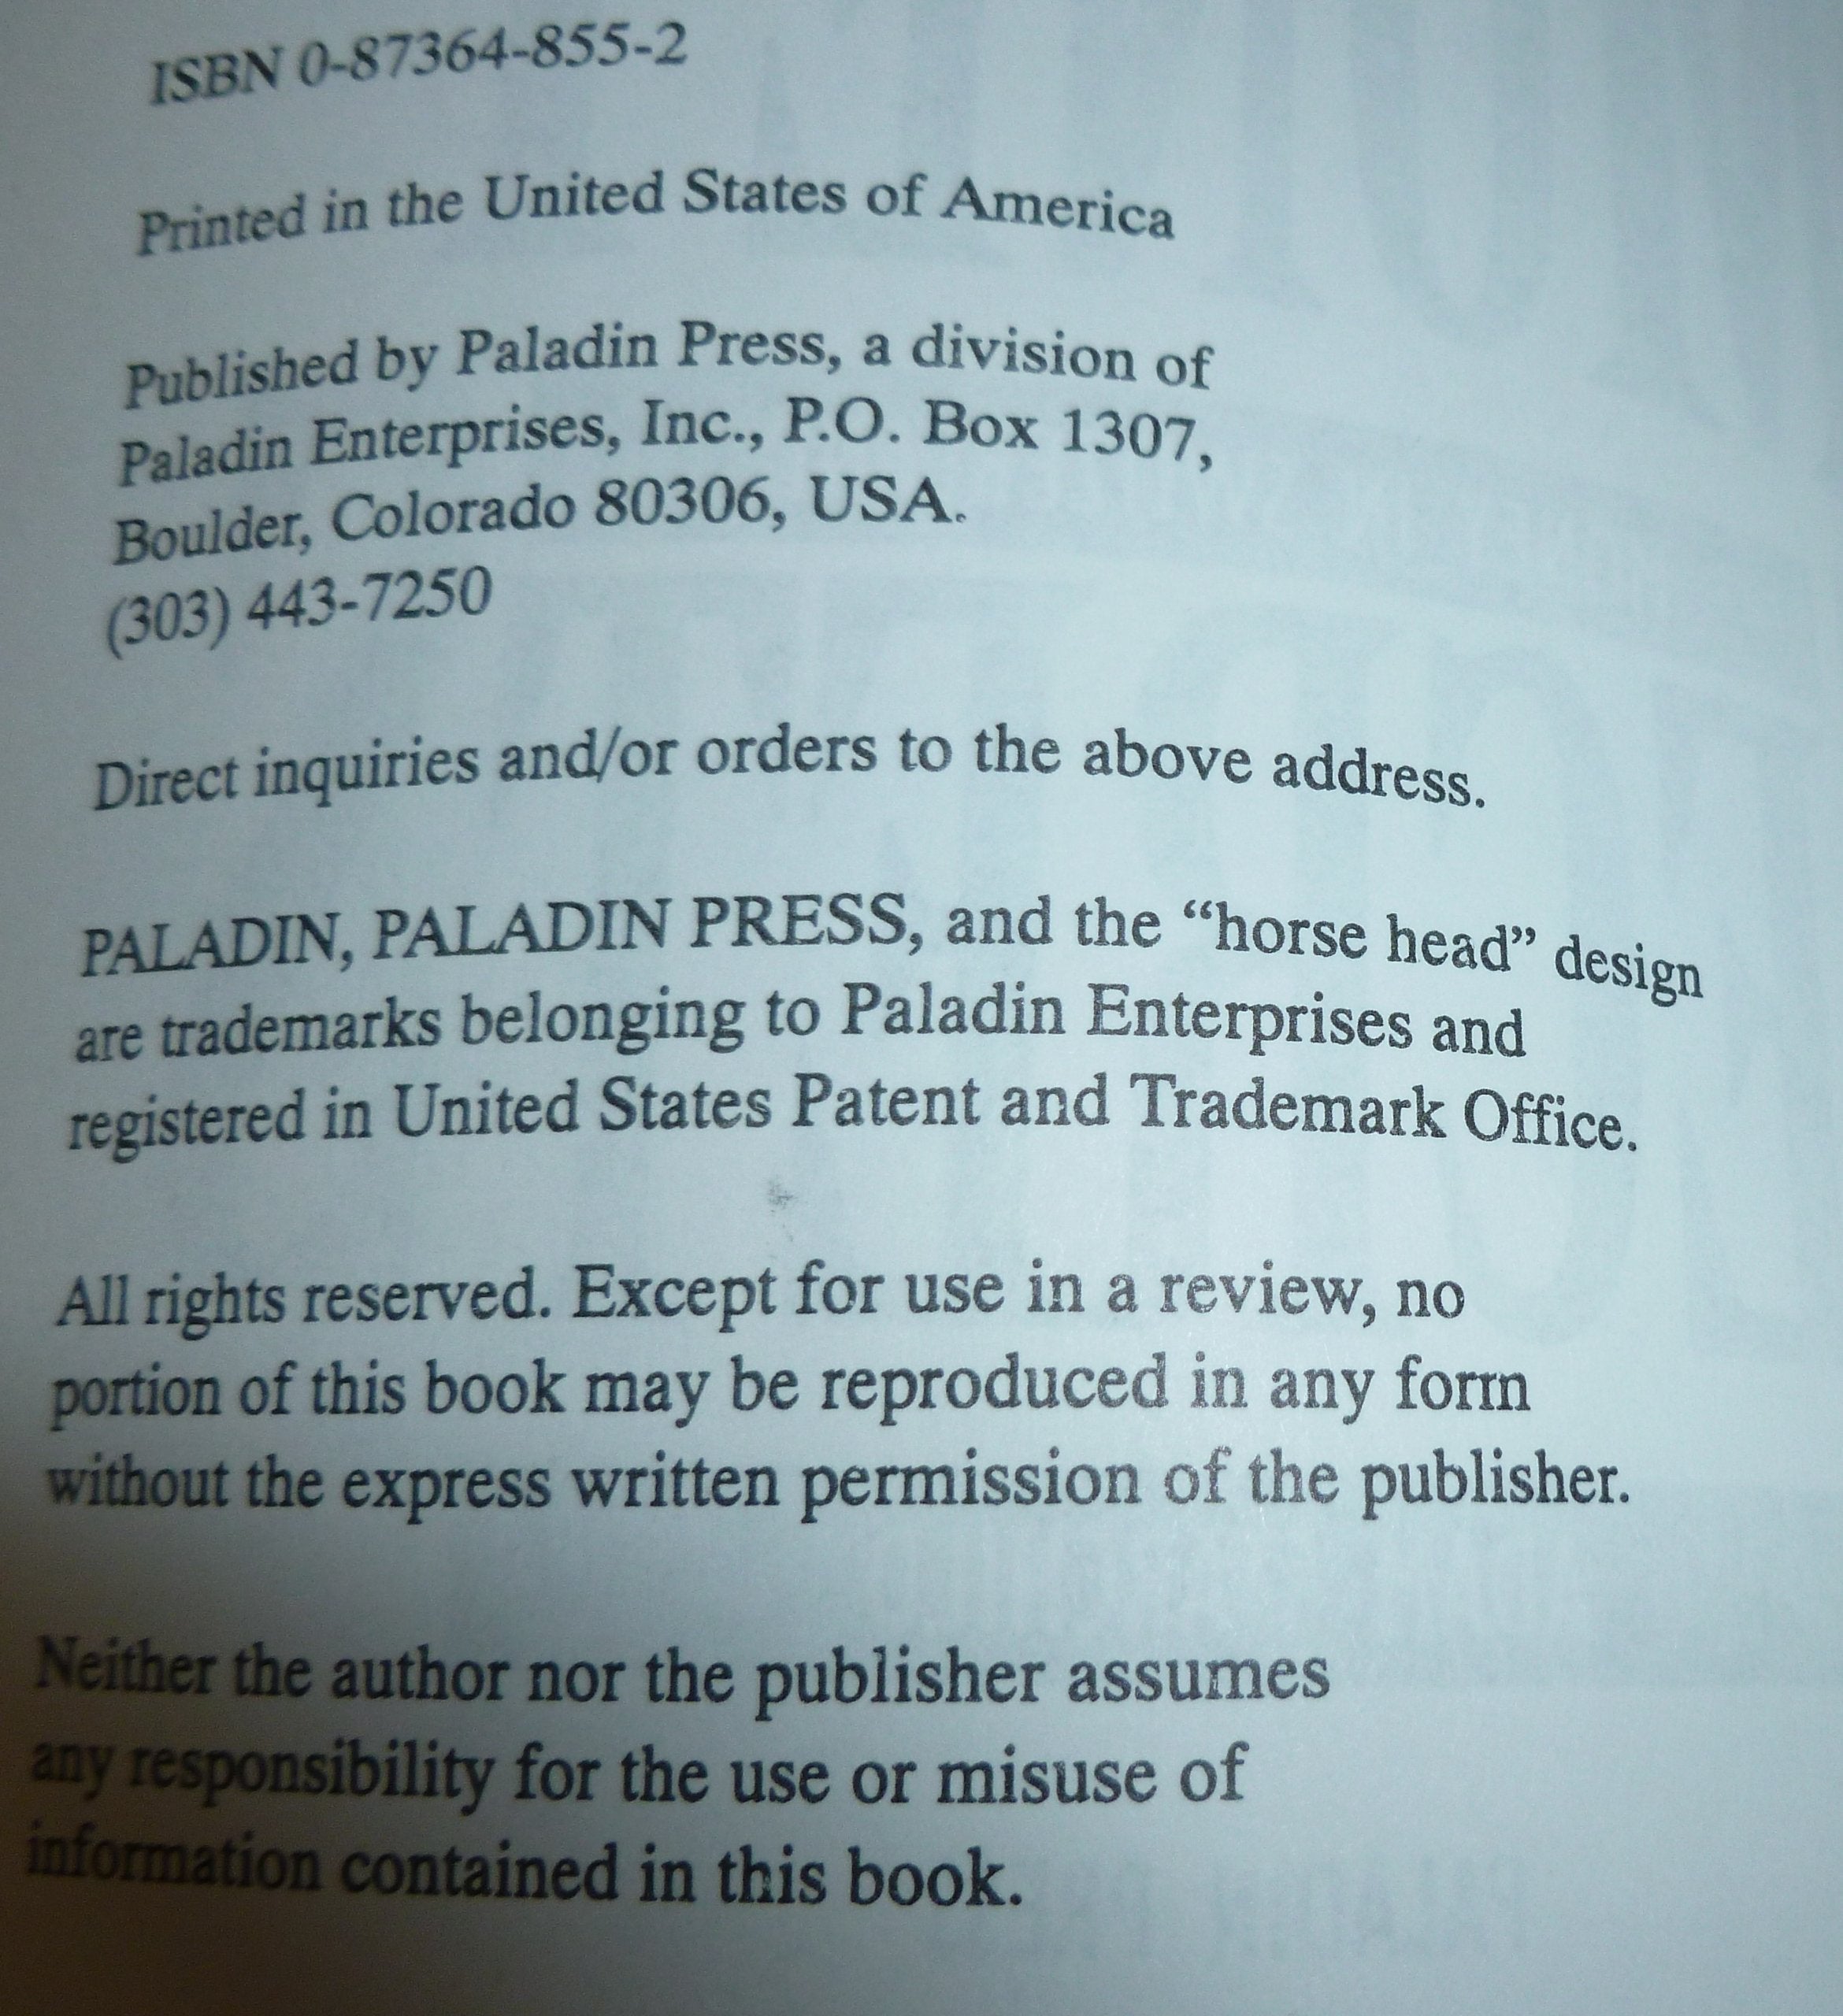 ISBN 0-87364-855-2
Printed in the United States of America
Published by Paladin Press, a division of
Paladin Enterprises, Inc., P.O. Box 1307,
Boulder, Colorado 80306, USA.
(303) 443-7250
Direct inquiries and/or orders to the above address.
PALADIN, PALADIN PRESS, and the “horse head” design
are trademarks belonging to Paladin Enterprises and
registered in United States Patent and Trademark Office.
All rights reserved. Except for use in a review, no
portion of this book may be reproduced in any form
without the express written permission of the publisher.
Neither the author nor the publisher assumes
any responsibility for the use or misuse of
information contained in this book.